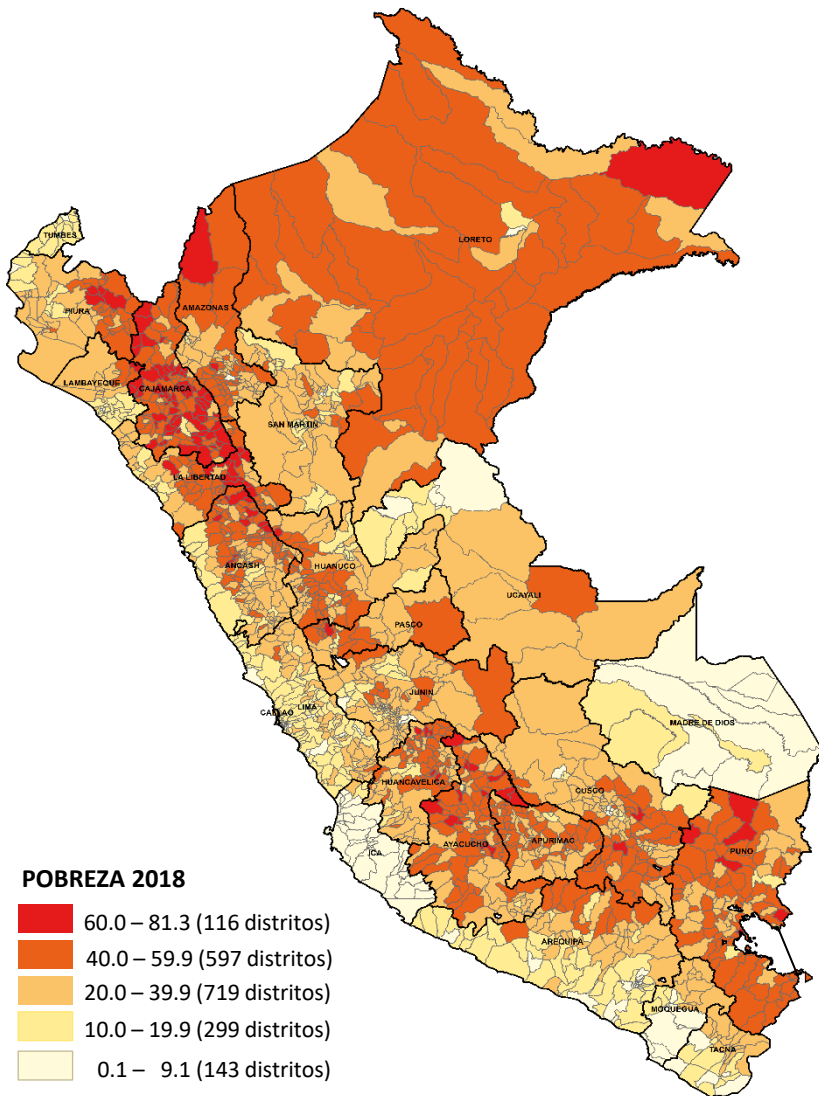 TUMBES
LORETO
PIURA
AMAZONAS
LAMBAYEQUE
CAJAMARCA
SAN MARTIN
LA LIBERTAD
ANCASH
HUANUCO
UCAYALI
PASCO
JUNIN
CALLAO
LIMA
MADRE DE DIOS
HUANCAVELICA
CUSCO
AYACUCHO
APURIMAC
PUNO
ICA
AREQUIPA
MOQUEGUA
TACNA
POBREZA 2018
60.0 – 81.3 (116 distritos)
40.0 – 59.9 (597 distritos)
20.0 – 39.9 (719 distritos)
10.0 – 19.9 (299 distritos)
0.1 – 9.1 (143 distritos)